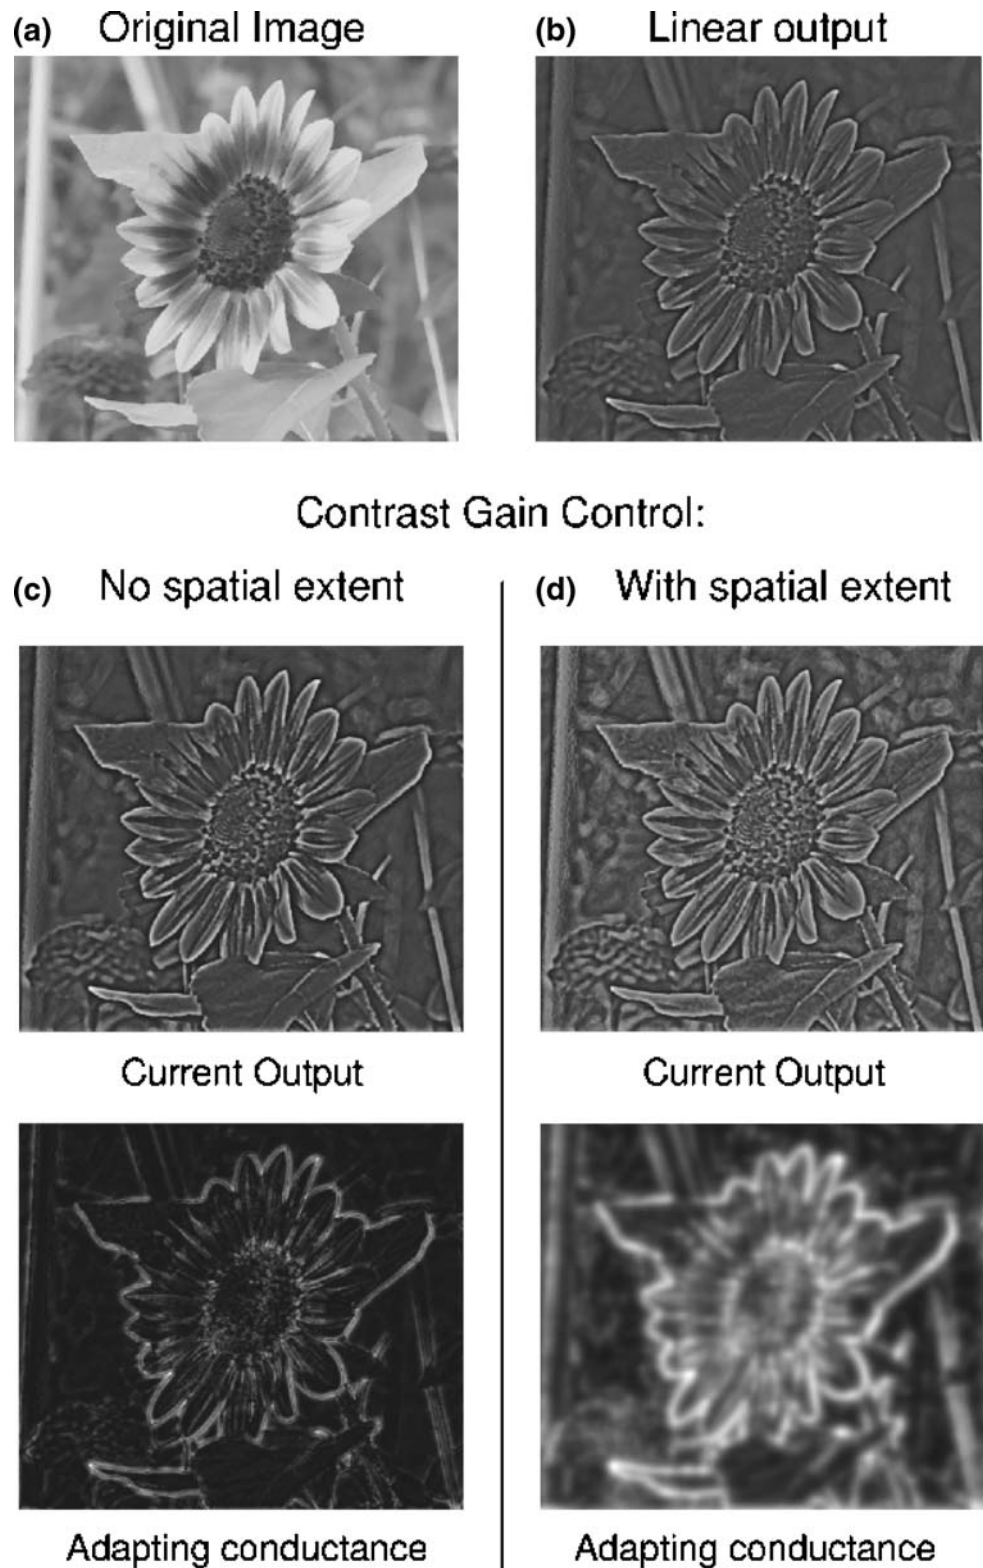 (a) Original Image
(b) Linear output
Contrast Gain Control:
(c) No spatial extent
(d) With spatial extent
Current Output
Current Output
Adapting conductance
Adapting conductance